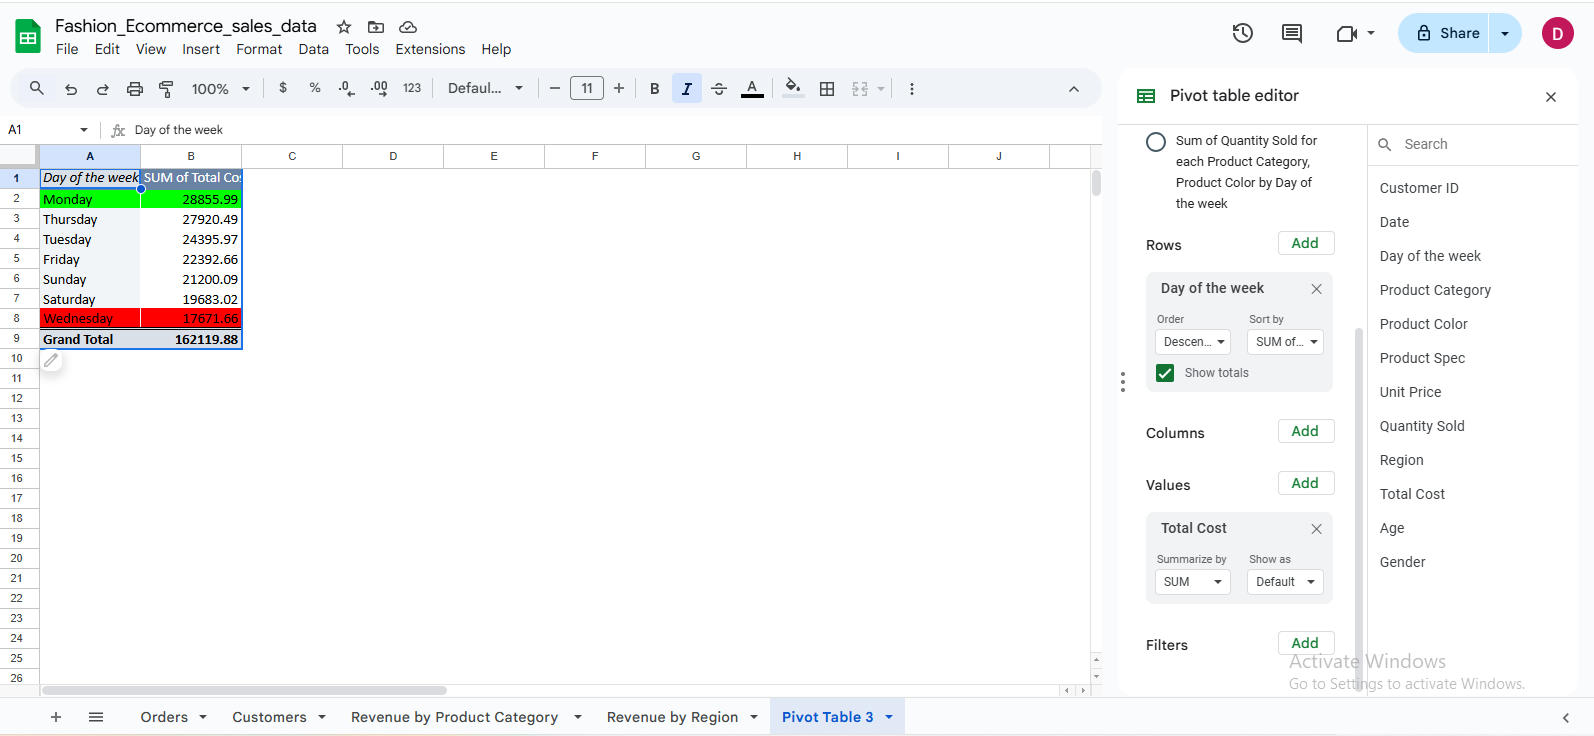 Fashion_Ecommerce_sales_data
File Edit View Insert Format Data Tools Extensions Help
Share
D
100% $ % .0 .00 123 Defaul... 11 B I A
A1 fx Day of the week
A B C D E F G H I J
1 Day of the week SUM of Total Co
2 Monday 28855.99
3 Thursday 27920.49
4 Tuesday 24395.97
5 Friday 22392.66
6 Sunday 21200.09
7 Saturday 19683.02
8 Wednesday 17671.66
9 Grand Total 162119.88
10
11
12
13
14
15
16
17
18
19
20
21
22
23
24
25
26
Pivot table editor
Sum of Quantity Sold for
each Product Category,
Product Color by Day of
the week
Rows Add
Day of the week
Order Sort by
Descen... SUM of...
Show totals
Columns Add
Values Add
Total Cost
Summarize by Show as
SUM Default
Filters Add
Search
Customer ID
Date
Day of the week
Product Category
Product Color
Product Spec
Unit Price
Quantity Sold
Region
Total Cost
Age
Gender
Activate Windows
Go to Settings to activate Windows.
Orders Customers Revenue by Product Category Revenue by Region Pivot Table 3